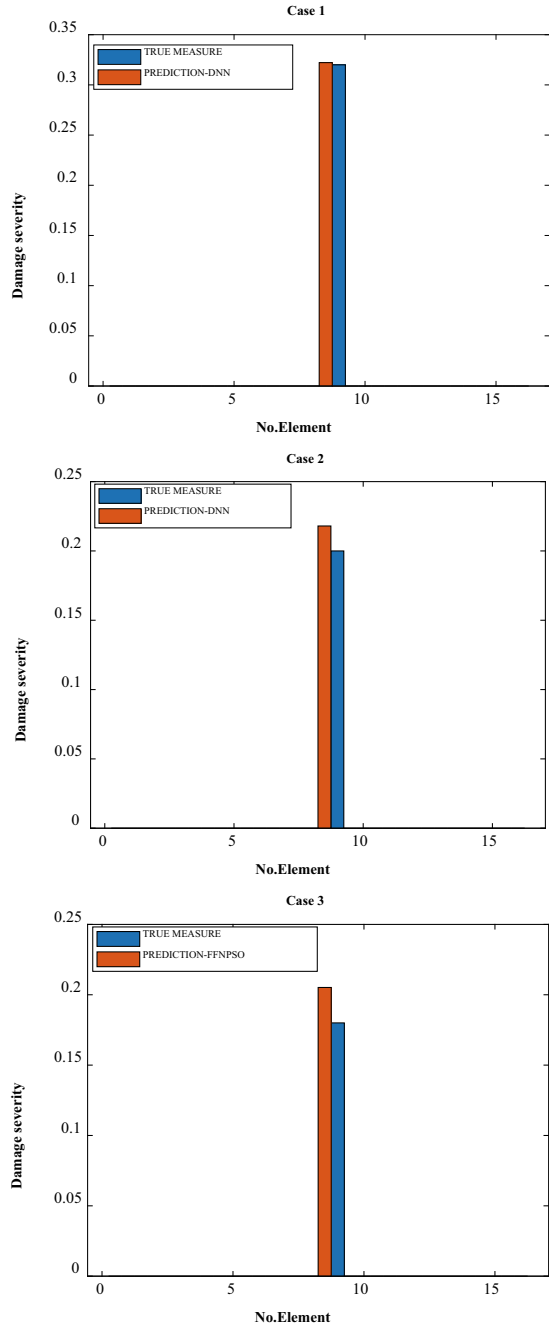 Case 1
0.35
TRUE MEASURE
PREDICTION-DNN
0.3
0.25
0.2
0.15
0.1
0.05
0
0 5 10 15
Damage severity
No.Element
Case 2
0.25
TRUE MEASURE
PREDICTION-DNN
0.2
0.15
0.1
0.05
0
0 5 10 15
Damage severity
No.Element
Case 3
0.25
TRUE MEASURE
PREDICTION-FFNPSO
0.2
0.15
0.1
0.05
0
0 5 10 15
Damage severity
No.Element